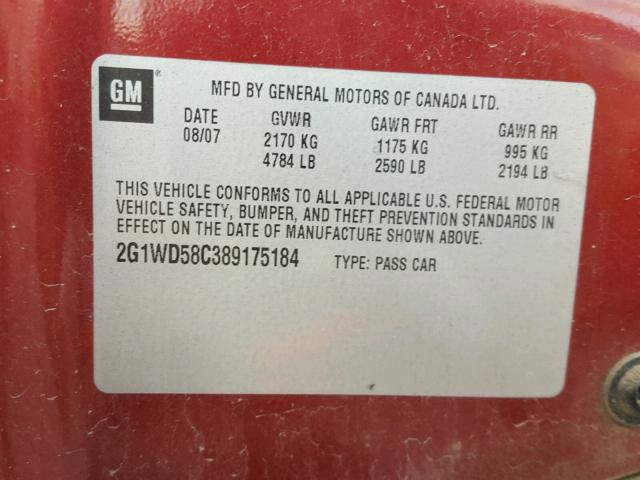 GM ®
MFD BY GENERAL MOTORS OF CANADA LTD.
DATE GVWR GAWR FRT GAWR RR
08/07 2170 KG 1175 KG 995 KG
4784 LB 2590 LB 2194 LB
THIS VEHICLE CONFORMS TO ALL APPLICABLE U.S. FEDERAL MOTOR
VEHICLE SAFETY, BUMPER, AND THEFT PREVENTION STANDARDS IN
EFFECT ON THE DATE OF MANUFACTURE SHOWN ABOVE.
2G1WD58C389175184 TYPE: PASS CAR